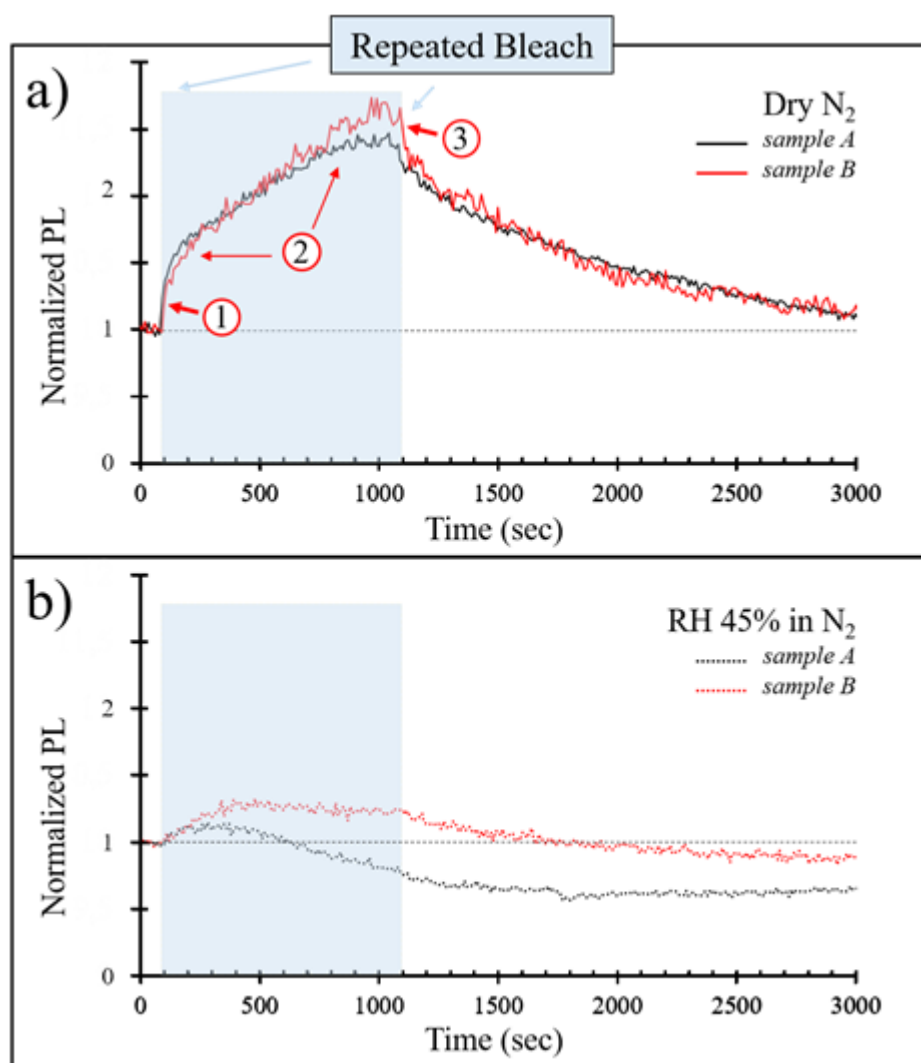 Repeated Bleach
a)
Dry N₂
sample A
sample B
3
2
1
Normalized PL
2
1
0
0 500 1000 1500 2000 2500 3000
Time (sec)
b)
RH 45% in N₂
sample A
sample B
Normalized PL
2
1
0
0 500 1000 1500 2000 2500 3000
Time (sec)